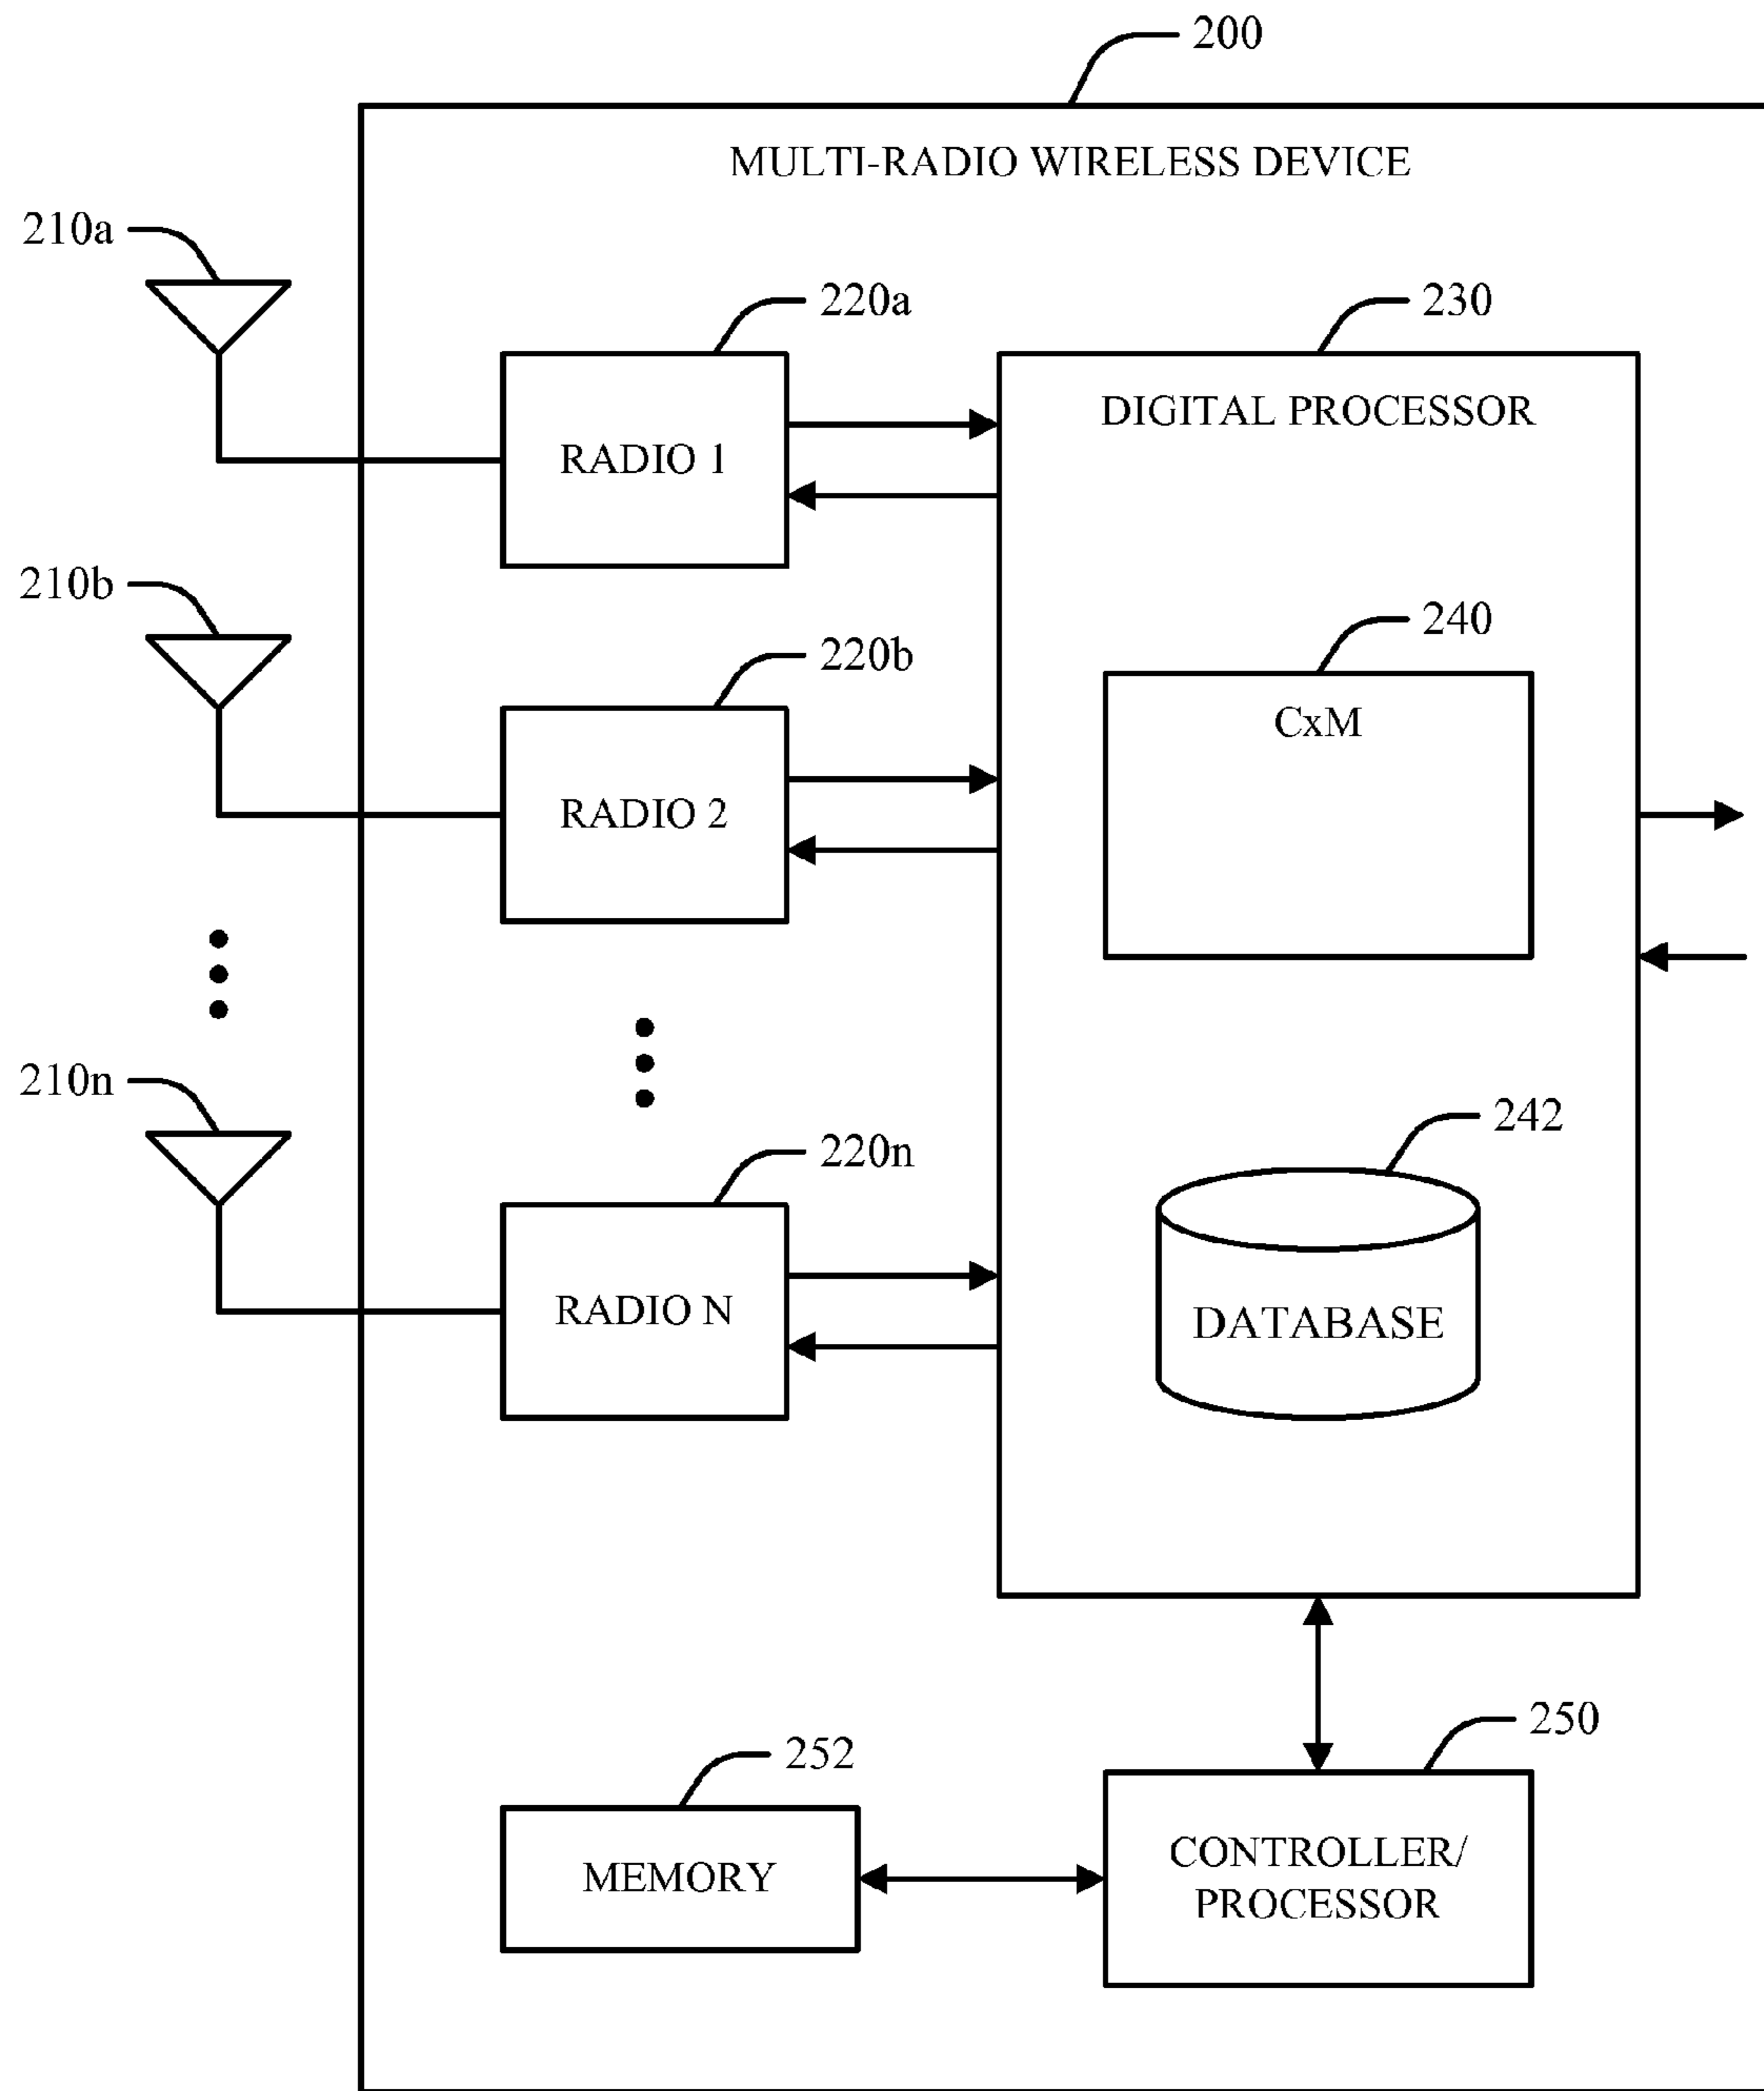 200
MULTI-RADIO WIRELESS DEVICE
210a
220a
230
DIGITAL PROCESSOR
RADIO 1
210b
220b
240
CxM
RADIO 2
210n
220n
242
RADIO N
DATABASE
250
252
MEMORY
CONTROLLER/
PROCESSOR